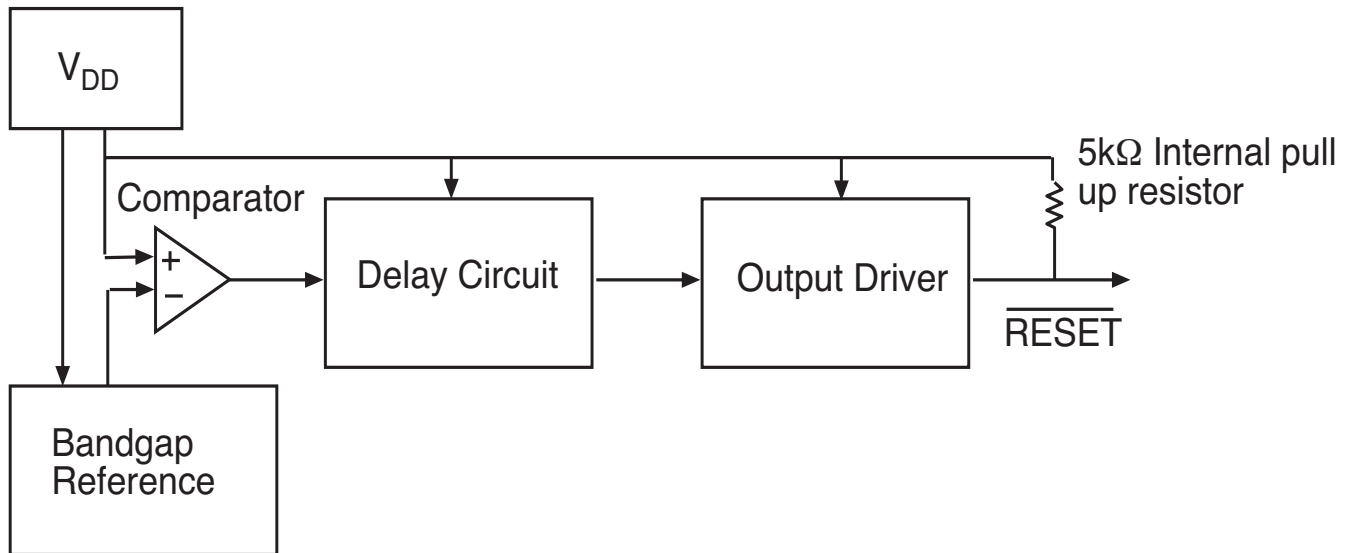 V_DD
5kΩ Internal pull
up resistor
Comparator
+
−
Delay Circuit
Output Driver
RESET
Bandgap
Reference